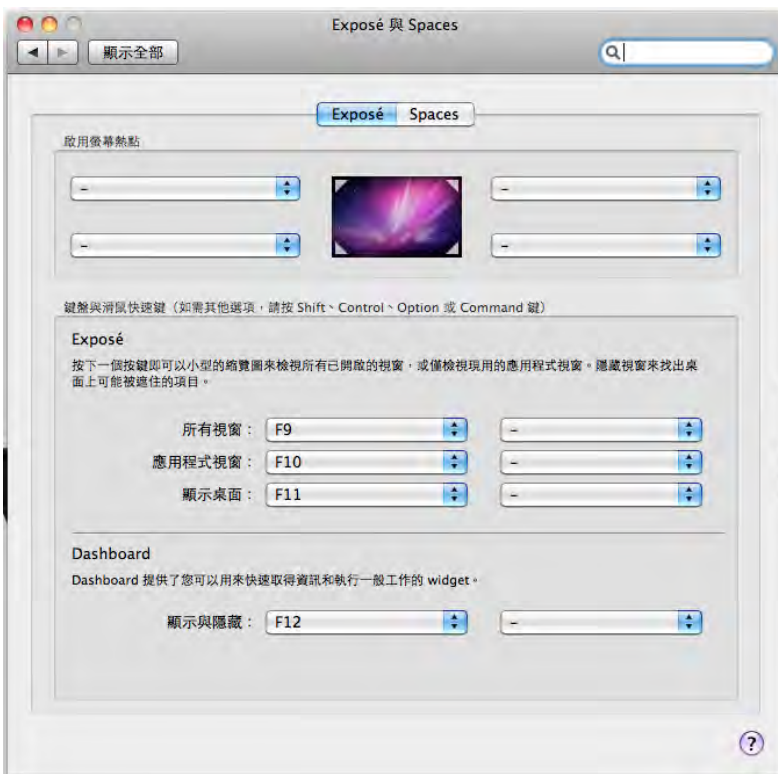 Exposé 與 Spaces
顯示全部
Exposé Spaces
啟用螢幕熱點
– –
– –
鍵盤與滑鼠快速鍵（如需其他選項，請按 Shift、Control、Option 或 Command 鍵）
Exposé
按下一個按鍵即可以小型的縮覽圖來檢視所有已開啟的視窗，或僅檢視現用的應用程式視窗。隱藏視窗來找出桌
面上可能被遮住的項目。
所有視窗： F9 –
應用程式視窗： F10 –
顯示桌面： F11 –
Dashboard
Dashboard 提供了您可以用來快速取得資訊和執行一般工作的 widget。
顯示與隱藏： F12 –
?